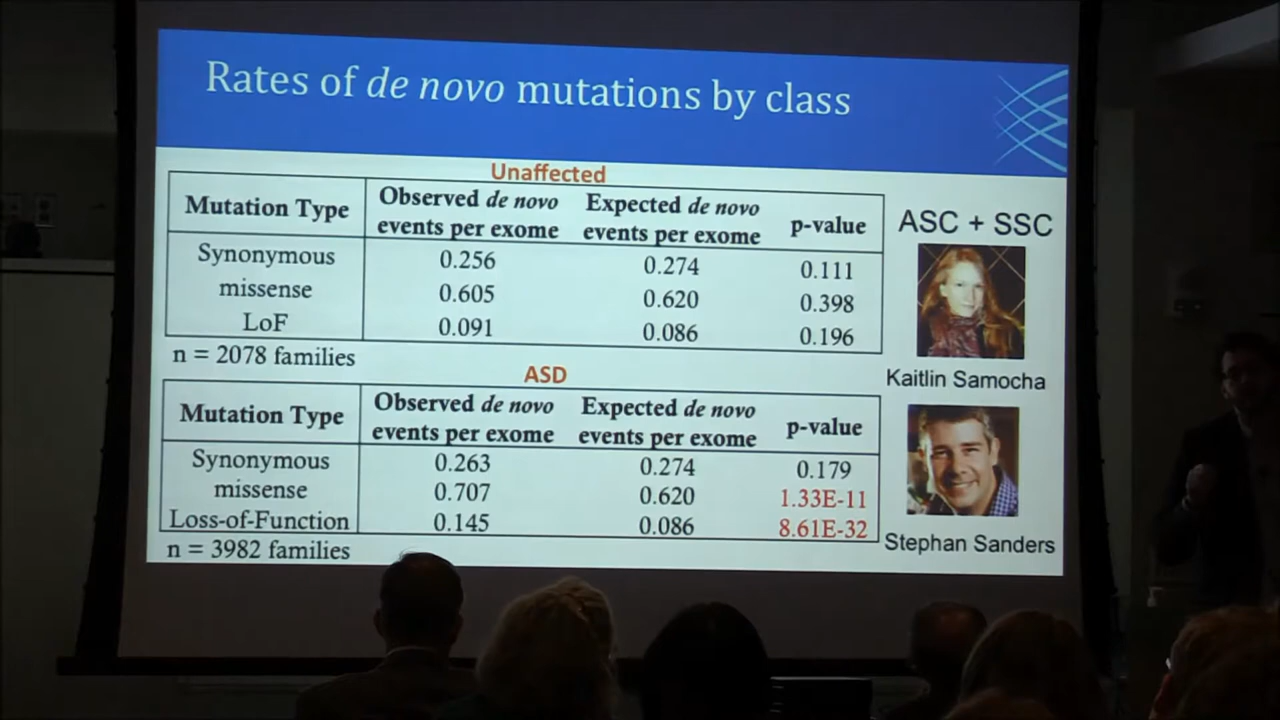 Rates of de novo mutations by class
Unaffected
Mutation Type Observed de novo events per exome Expected de novo events per exome p-value
Synonymous 0.256 0.274 0.111
missense 0.605 0.620 0.398
LoF 0.091 0.086 0.196
n = 2078 families
ASD
Mutation Type Observed de novo events per exome Expected de novo events per exome p-value
Synonymous 0.263 0.274 0.179
missense 0.707 0.620 1.33E-11
Loss-of-Function 0.145 0.086 8.61E-32
n = 3982 families
ASC + SSC
Kaitlin Samocha
Stephan Sanders